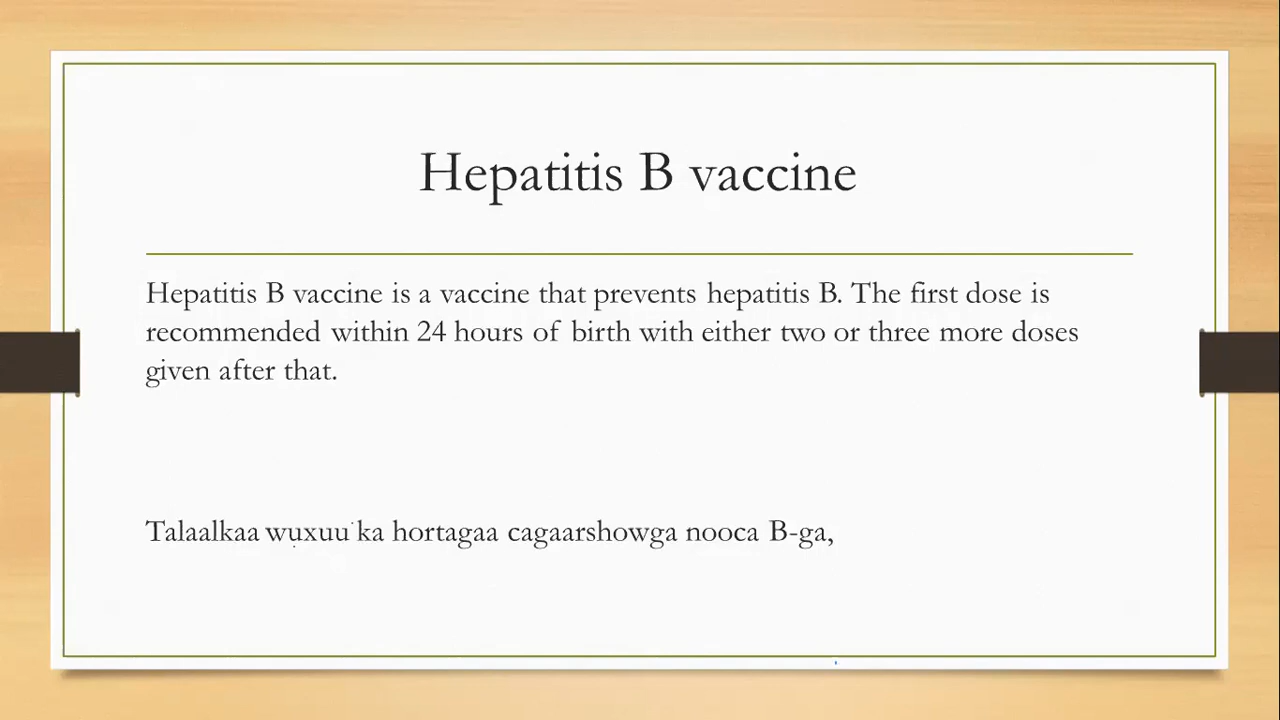 Hepatitis B vaccine
Hepatitis B vaccine is a vaccine that prevents hepatitis B. The first dose is
recommended within 24 hours of birth with either two or three more doses
given after that.
Talaalkaa wuxuu ka hortagaa cagaarshowga nooca B-ga,